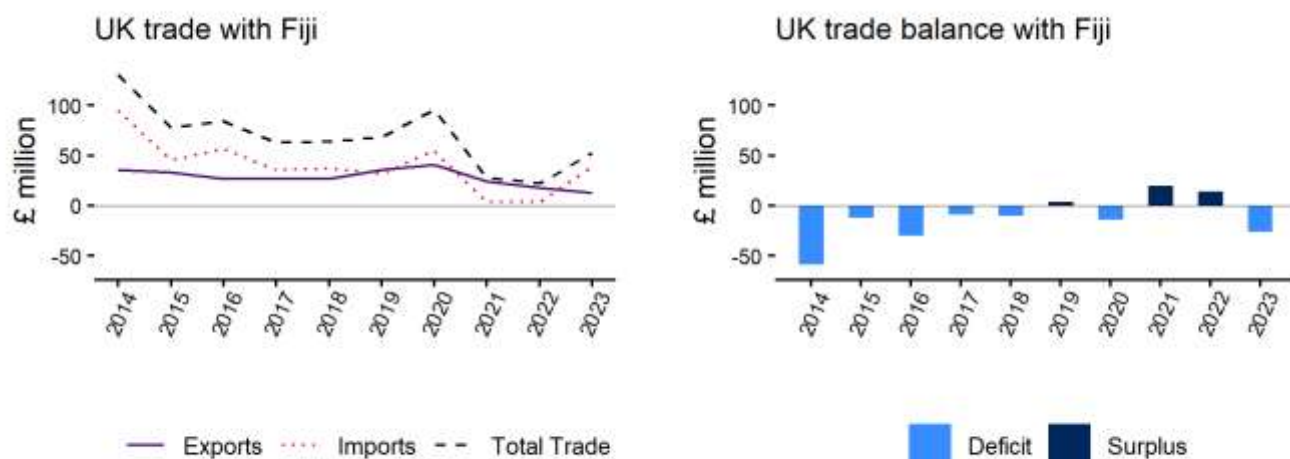 UK trade with Fiji
£ million
100
50
0
-50
2014 2015 2016 2017 2018 2019 2020 2021 2022 2023
Exports Imports Total Trade
UK trade balance with Fiji
£ million
100
50
0
-50
2014 2015 2016 2017 2018 2019 2020 2021 2022 2023
Deficit Surplus